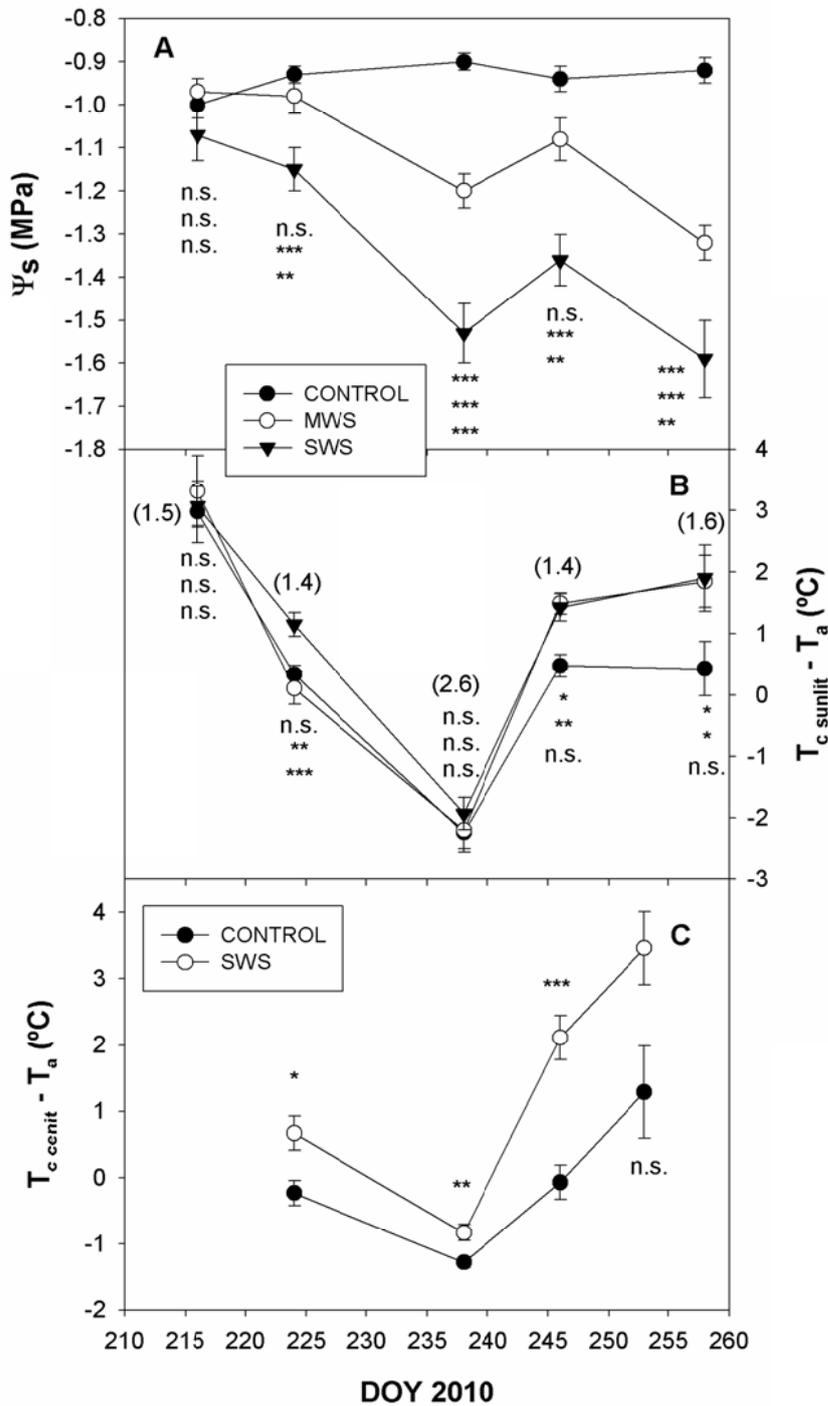 A
-0.8
-0.9
-1.0
-1.1
-1.2
-1.3
-1.4
-1.5
-1.6
-1.7
-1.8
Ψs (MPa)
n.s.
n.s.
n.s.
n.s.
***
**
***
***
***
n.s.
***
**
***
***
**
CONTROL
MWS
SWS
B
4
3
2
1
0
-1
-2
-3
Tc sunlit - Ta (ºC)
(1.5)
n.s.
n.s.
n.s.
(1.4)
n.s.
**
***
(2.6)
n.s.
n.s.
n.s.
(1.4)
*
**
n.s.
(1.6)
*
*
n.s.
CONTROL
SWS
C
4
3
2
1
0
-1
-2
Tc cenit - Ta (ºC)
*
**
***
n.s.
210 215 220 225 230 235 240 245 250 255 260
DOY 2010